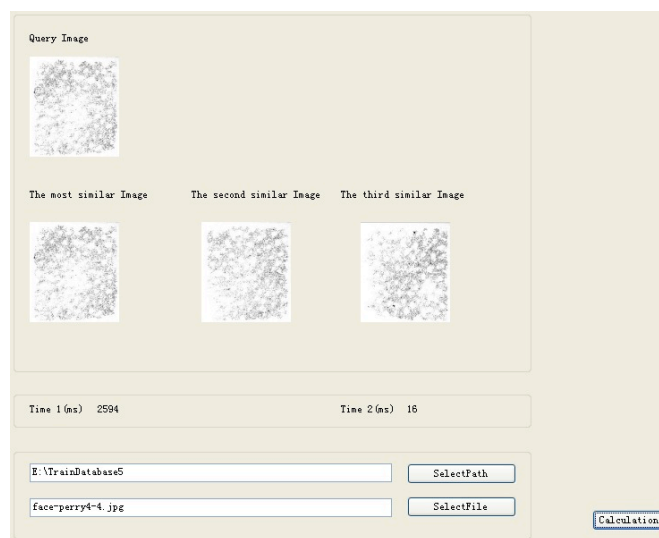 Query Image
The most similar Image The second similar Image The third similar Image
Time 1(ms) 2594 Time 2(ms) 16
E:\TrainDatabase5 SelectPath
face-perry4-4.jpg SelectFile
Calculation